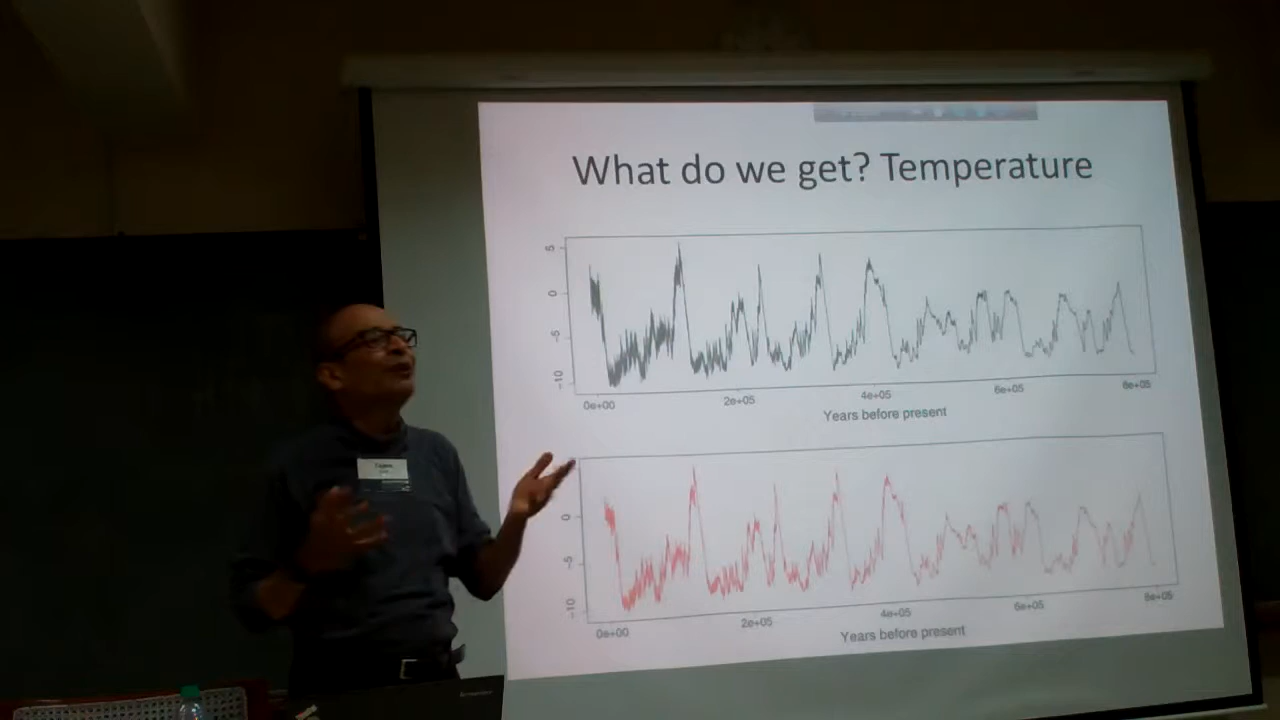 What do we get? Temperature
5
0
-5
-10
0e+00 2e+05 4e+05 6e+05 8e+05
Years before present
0
-5
-10
0e+00 2e+05 4e+05 6e+05 8e+05
Years before present